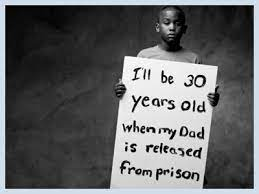 I'll be 30
years old
when my Dad
is released
from prison